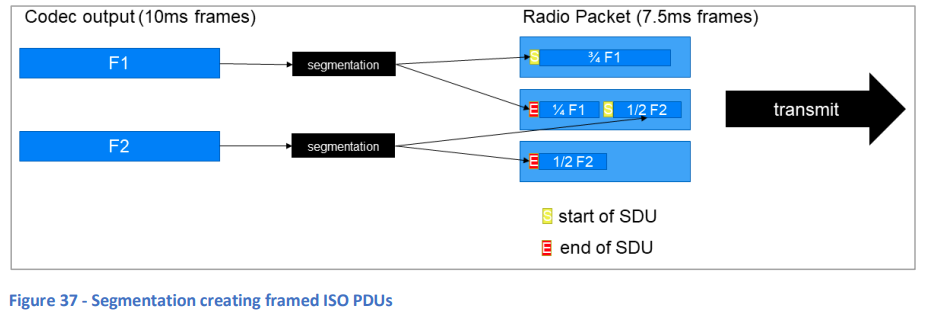 Codec output (10ms frames)
Radio Packet (7.5ms frames)
F1
segmentation
S ¾ F1
E ¼ F1 S 1/2 F2
transmit
F2
segmentation
E 1/2 F2
S start of SDU
E end of SDU
Figure 37 - Segmentation creating framed ISO PDUs